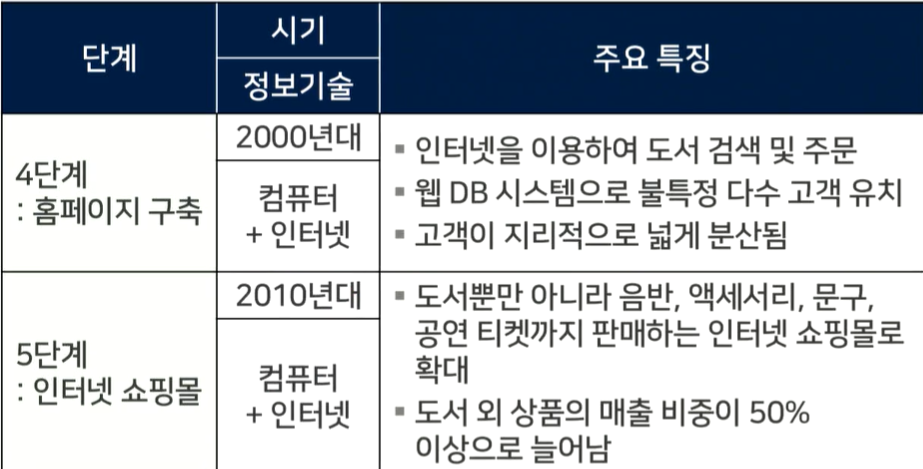 단계
시기
정보기술
주요 특징
4단계
: 홈페이지 구축
2000년대
컴퓨터
+ 인터넷
▪ 인터넷을 이용하여 도서 검색 및 주문
▪ 웹 DB 시스템으로 불특정 다수 고객 유치
▪ 고객이 지리적으로 넓게 분산됨
5단계
: 인터넷 쇼핑몰
2010년대
컴퓨터
+ 인터넷
▪ 도서뿐만 아니라 음반, 액세서리, 문구,
공연 티켓까지 판매하는 인터넷 쇼핑몰로
확대
▪ 도서 외 상품의 매출 비중이 50%
이상으로 늘어남